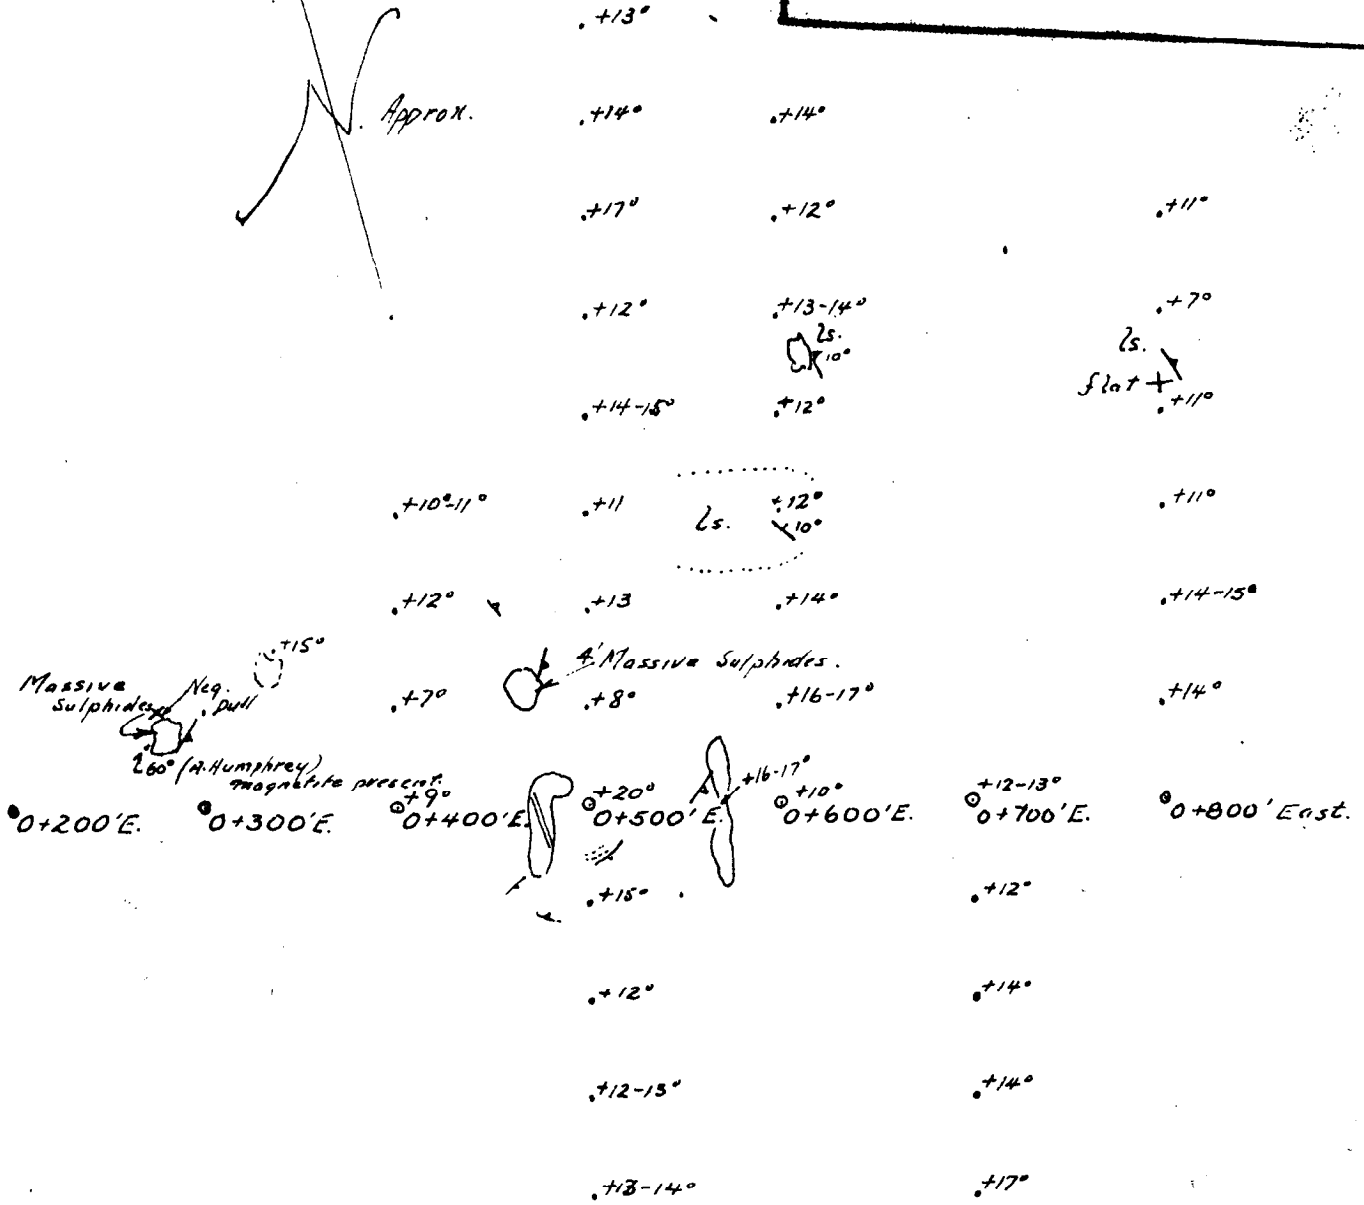 +13°
N Approx.
+14° +14°
+17° +12° +11°
+12° +13-14° +7°
ls. 10° ls.
flat
+14-15° +12° +11°
+10°-11° +11 ls. +12° +11°
10°
+12° +13 +14° +14-15°
+15°
4' Massive Sulphides.
Massive Neg.
Sulphides pull +7° +8° +16-17° +14°
60° (A. Humphrey)
magnetite present. +16-17°
+9° +20° +10° +12-13°
0+200'E. 0+300'E. 0+400'E. 0+500'E. 0+600'E. 0+700'E. 0+800' East.
+15° +12°
+12° +14°
+12-13° +14°
+13-14° +17°